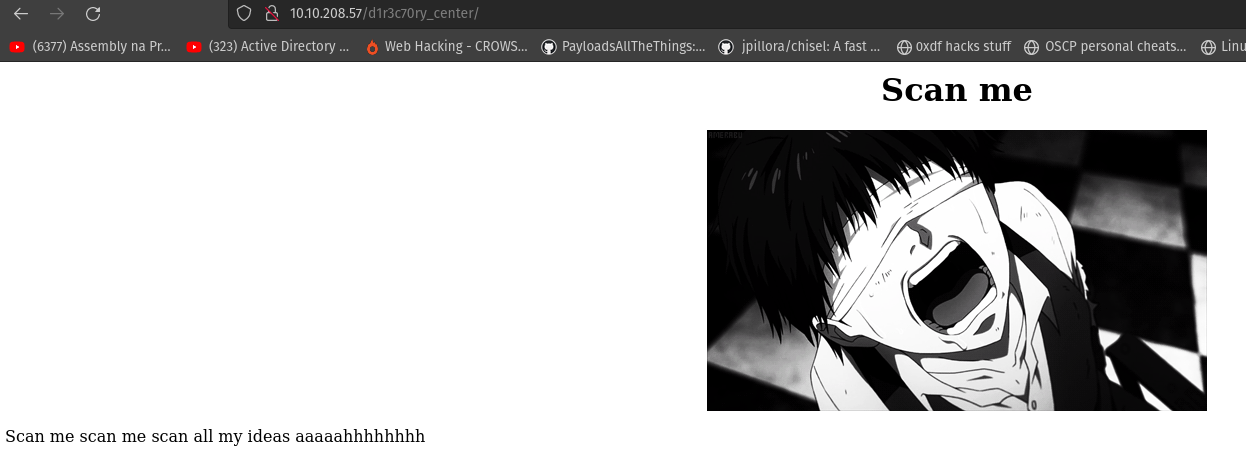 10.10.208.57/d1r3c70ry_center/
(6377) Assembly na Pr... (323) Active Directory ... Web Hacking - CROWS... PayloadsAllTheThings:... jpillora/chisel: A fast ... 0xdf hacks stuff OSCP personal cheats... Linu
Scan me
Scan me scan me scan all my ideas aaaaahhhhhhhh